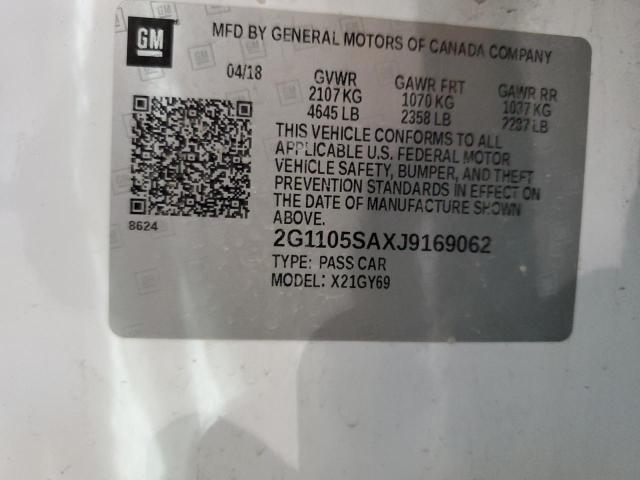 GM
MFD BY GENERAL MOTORS OF CANADA COMPANY
04/18 GVWR GAWR FRT GAWR RR
2107 KG 1070 KG 1037 KG
4645 LB 2358 LB 2287 LB
THIS VEHICLE CONFORMS TO ALL
APPLICABLE U.S. FEDERAL MOTOR
VEHICLE SAFETY, BUMPER, AND THEFT
PREVENTION STANDARDS IN EFFECT ON
THE DATE OF MANUFACTURE SHOWN
ABOVE.
8624
2G1105SAXJ9169062
TYPE: PASS CAR
MODEL: X21GY69